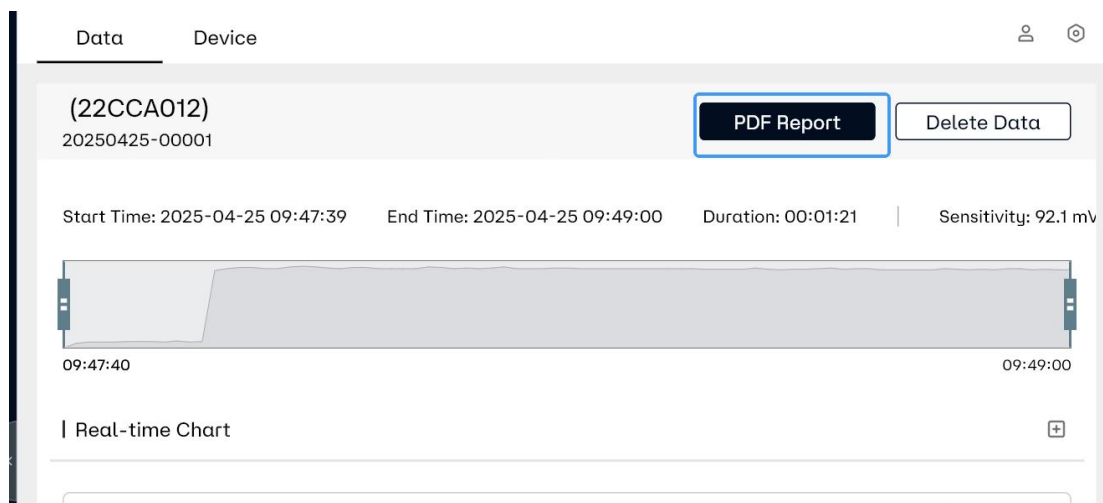 Data Device
(22CCA012)
20250425-00001
PDF Report Delete Data
Start Time: 2025-04-25 09:47:39 End Time: 2025-04-25 09:49:00 Duration: 00:01:21 | Sensitivity: 92.1 mV
09:47:40 09:49:00
Real-time Chart